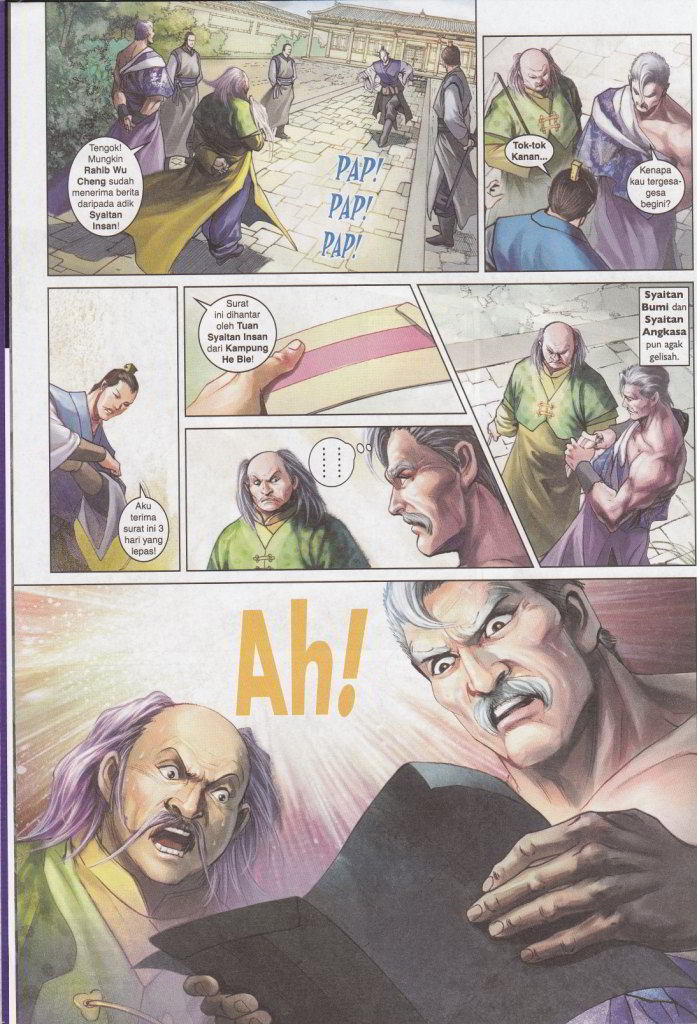 Tengok!
Mungkin
Rahib Wu
Cheng sudah
menerima berita
daripada adik
Syaitan
Insan!
PAP!
PAP!
PAP!
Tok-tok
Kanan...
Kenapa
kau tergesa-
gesa
begini?
Aku
terima
surat ini 3
hari yang
lepas!
Surat
ini dihantar
oleh Tuan
Syaitan Insan
dari Kampung
He Bie!
Syaitan
Bumi dan
Syaitan
Angkasa
pun agak
gelisah.
Ah!